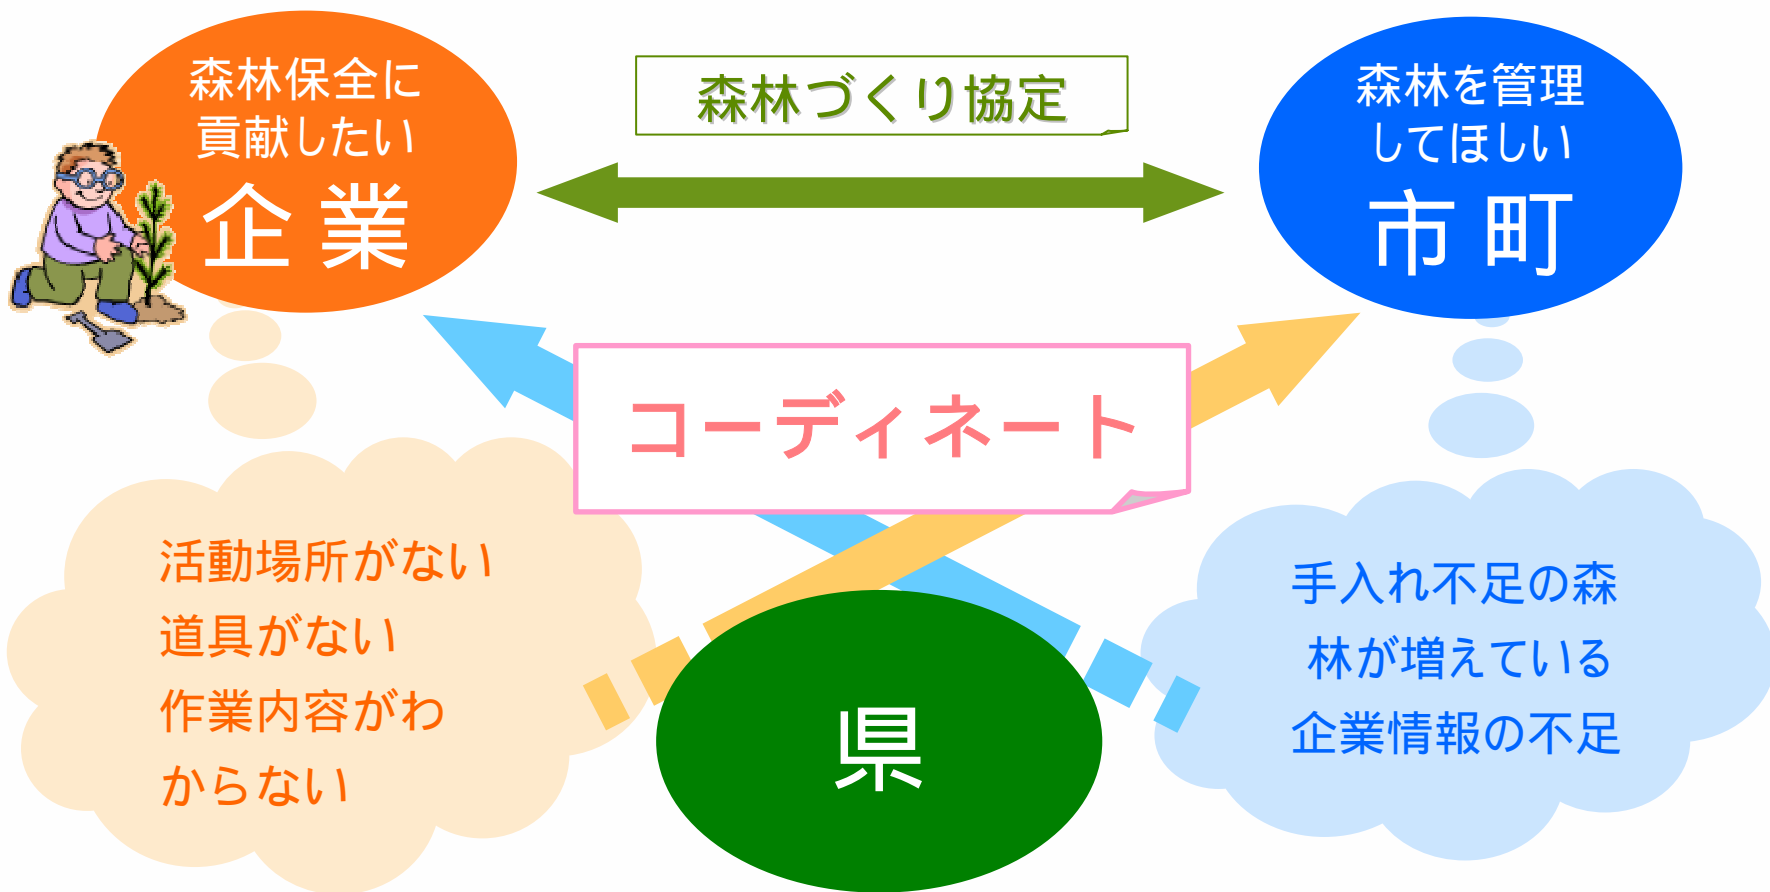 森林保全に
貢献したい
企業
森林づくり協定
森林を管理
してほしい
市町
コーディネート
活動場所がない
道具がない
作業内容がわ
からない
手入れ不足の森
林が増えている
企業情報の不足
県